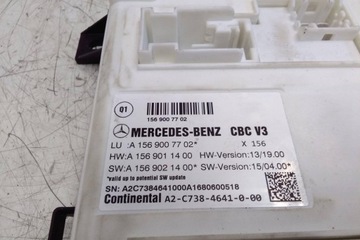 Q1
156 900 77 02
MERCEDES-BENZ CBC V3
LU :A 156 900 77 02* X 156
HW:A 156 901 14 00 HW-Version:13/19.00
SW:A 156 902 14 00* SW-Version:15/04.00*
*valid up to potential SW update
SN: A2C7384641000A1680600518
Continental A2-C738-4641-0-00